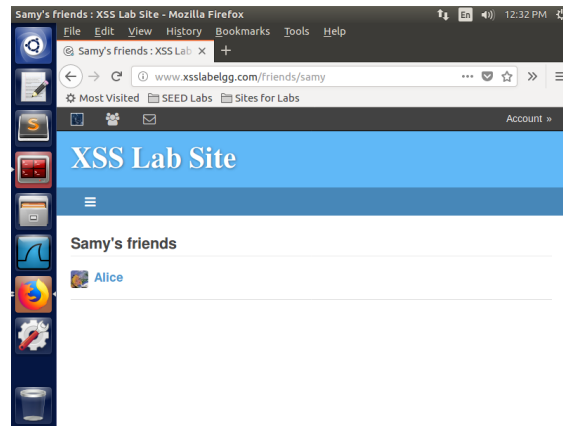 Samy's friends : XSS Lab Site - Mozilla Firefox
En
12:32 PM
File Edit View History Bookmarks Tools Help
Samy's friends : XSS Lab
www.xsslabelgg.com/friends/samy
Most Visited SEED Labs Sites for Labs
Account »
XSS Lab Site
Samy's friends
Alice